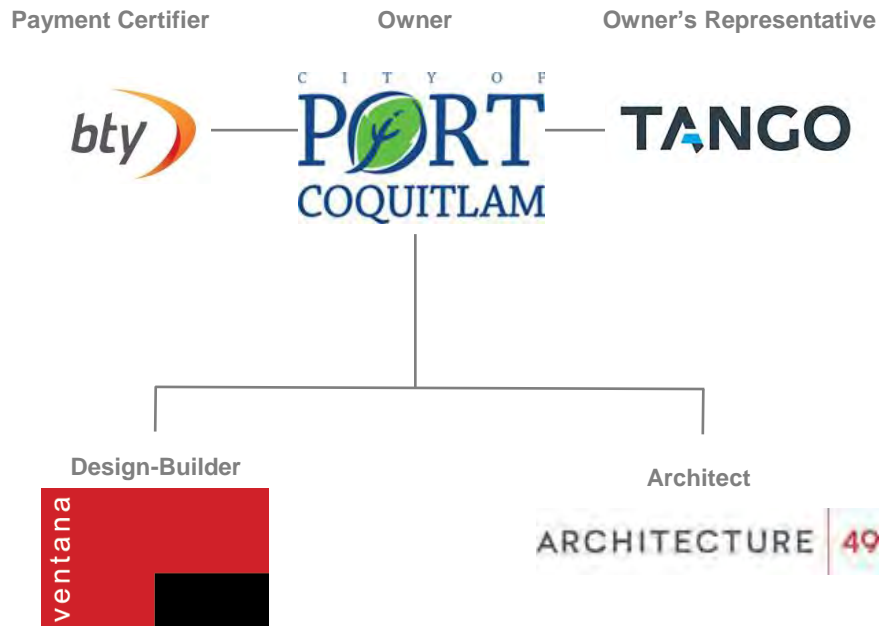 Payment Certifier
Owner
Owner's Representative
CITY OF
PORT
COQUITLAM
bty
TANGO
Design-Builder
Architect
ventana
ARCHITECTURE 49